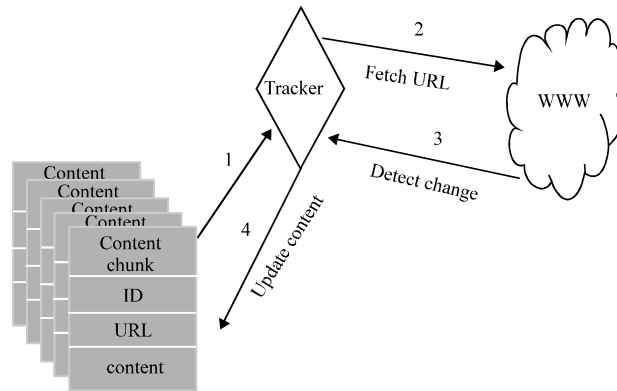 2
Tracker
Fetch URL
WWW
1
3
Detect change
4
Update content
Content
Content
Content
Content
Content
chunk
ID
URL
content